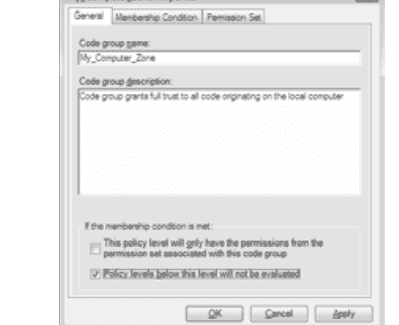 General Membership Condition Permission Set
Code group name:
My_Computer_Zone
Code group description:
Code group grants full trust to all code originating on the local computer
If the membership condition is met:
This policy level will only have the permissions from the
permission set associated with this code group
Policy levels below this level will not be evaluated
OK Cancel Apply